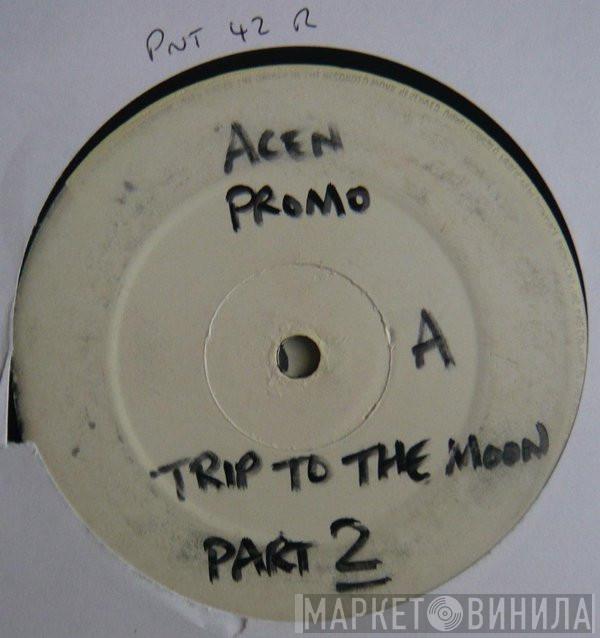 PNT 42 R
ACEN
PROMO
A
TRIP TO THE MOON
PART 2
МАРКЕТ ВИНИЛА